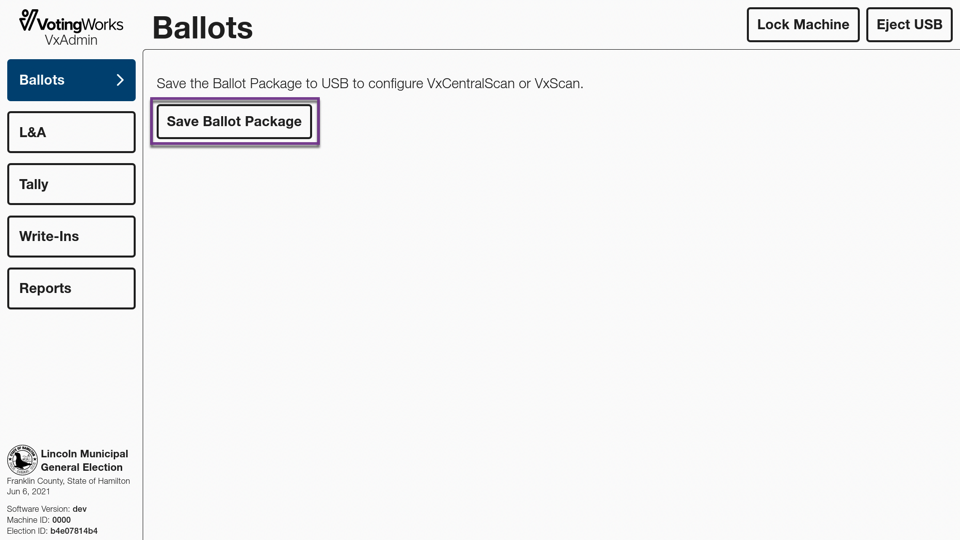 VotingWorks
VxAdmin
Ballots
Lock Machine
Eject USB
Ballots
L&A
Tally
Write-Ins
Reports
Save the Ballot Package to USB to configure VxCentralScan or VxScan.
Save Ballot Package
Lincoln Municipal
General Election
Franklin County, State of Hamilton
Jun 6, 2021
Software Version: dev
Machine ID: 0000
Election ID: b4e07814b4